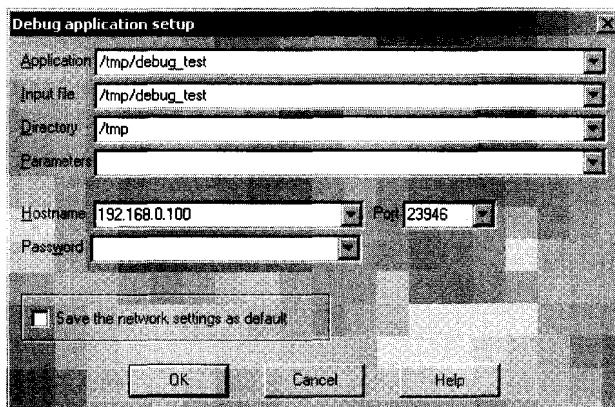 Debug application setup
Application /tmp/debug_test
Input file /tmp/debug_test
Directory /tmp
Parameters
Hostname 192.168.0.100 Port 23946
Password
Save the network settings as default
OK Cancel Help